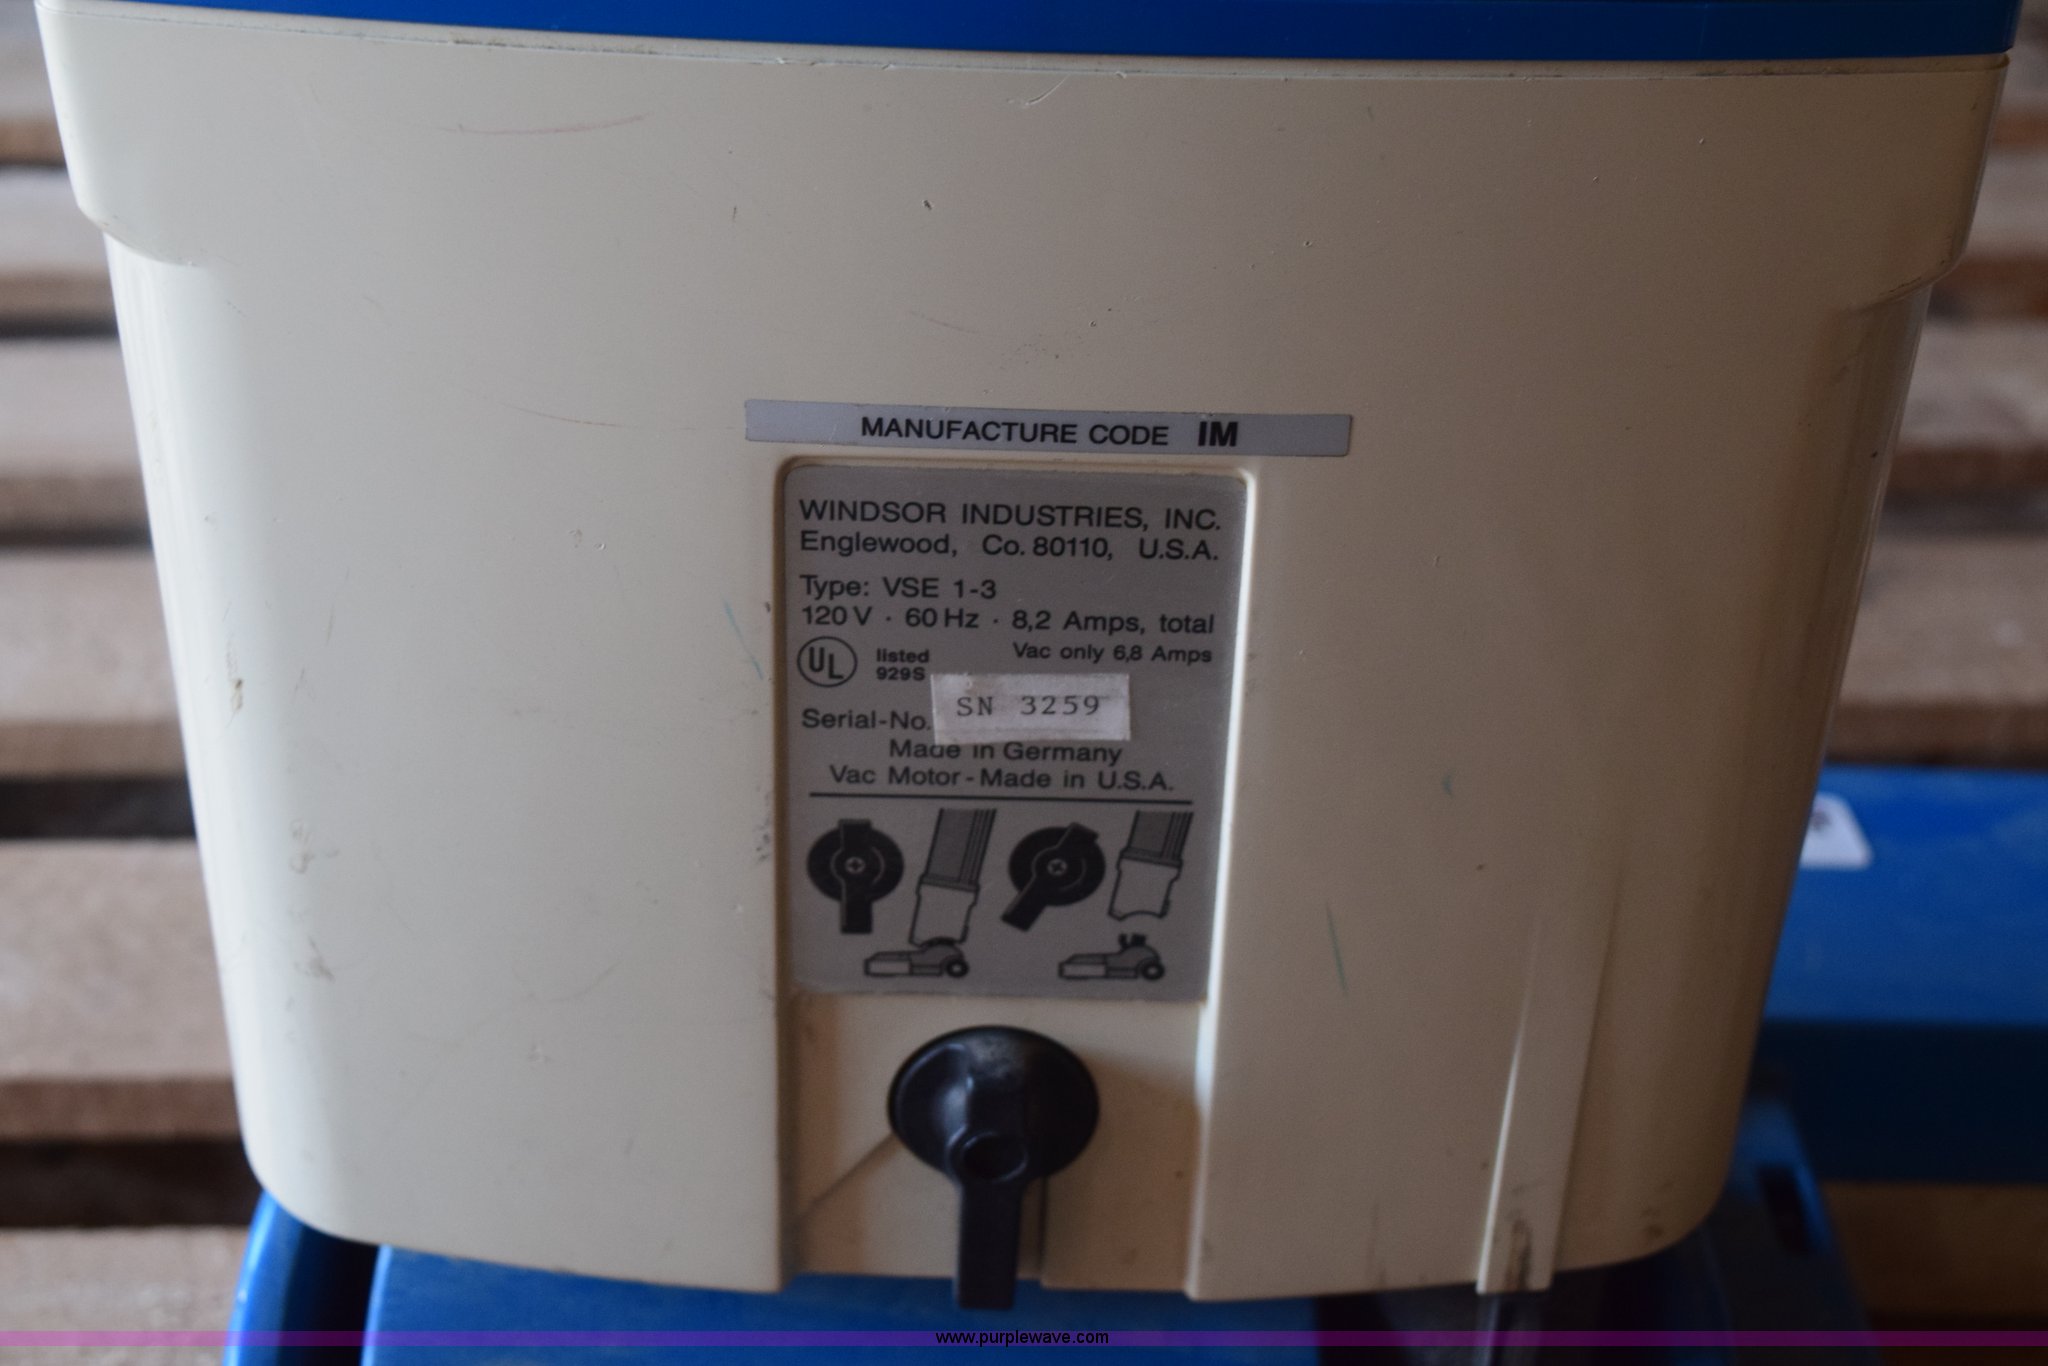 MANUFACTURE CODE IM
WINDSOR INDUSTRIES, INC.
Englewood, Co. 80110, U.S.A.
Type: VSE 1-3
120 V · 60 Hz · 8,2 Amps, total
Vac only 6,8 Amps
UL listed
929S
SN 3259
Serial-No.
Made in Germany
Vac Motor - Made in U.S.A.
www.purplewave.com